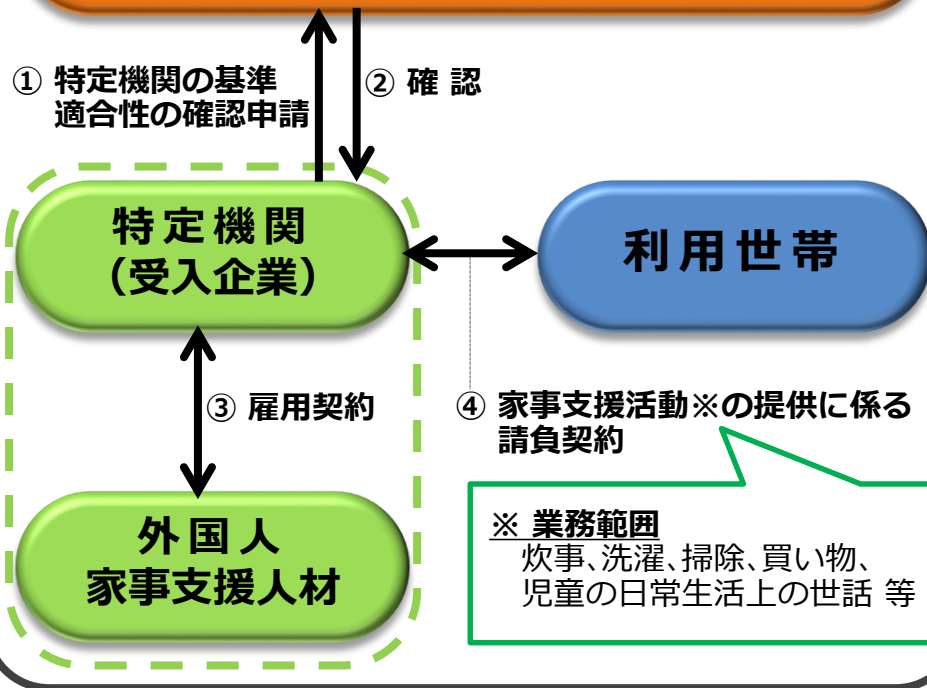 ① 特定機関の基準
適合性の確認申請
② 確 認
特定機関
（受入企業）
利用世帯
③ 雇用契約
④ 家事支援活動※の提供に係る
請負契約
外国人
家事支援人材
※ 業務範囲
炊事、洗濯、掃除、買い物、
児童の日常生活上の世話 等